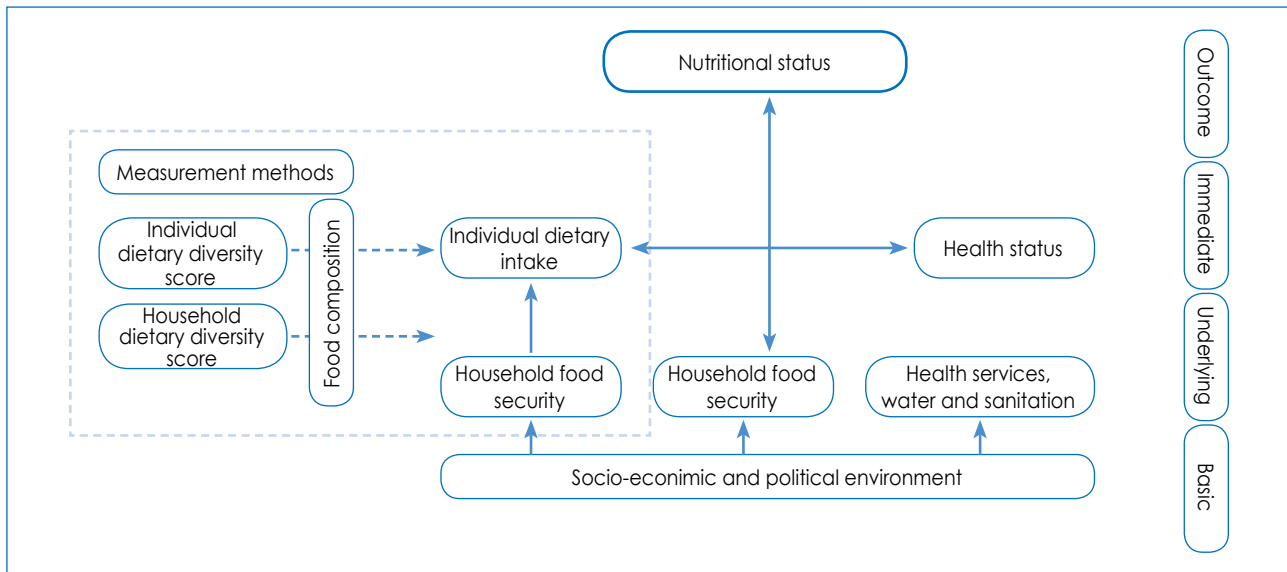 Nutritional status
Measurement methods
Individual
dietary diversity
score
Household
dietary diversity
score
Food composition
Individual dietary
intake
Health status
Household food
security
Household food
security
Health services,
water and sanitation
Socio-econimic and political environment
Outcome
Immediate
Underlying
Basic